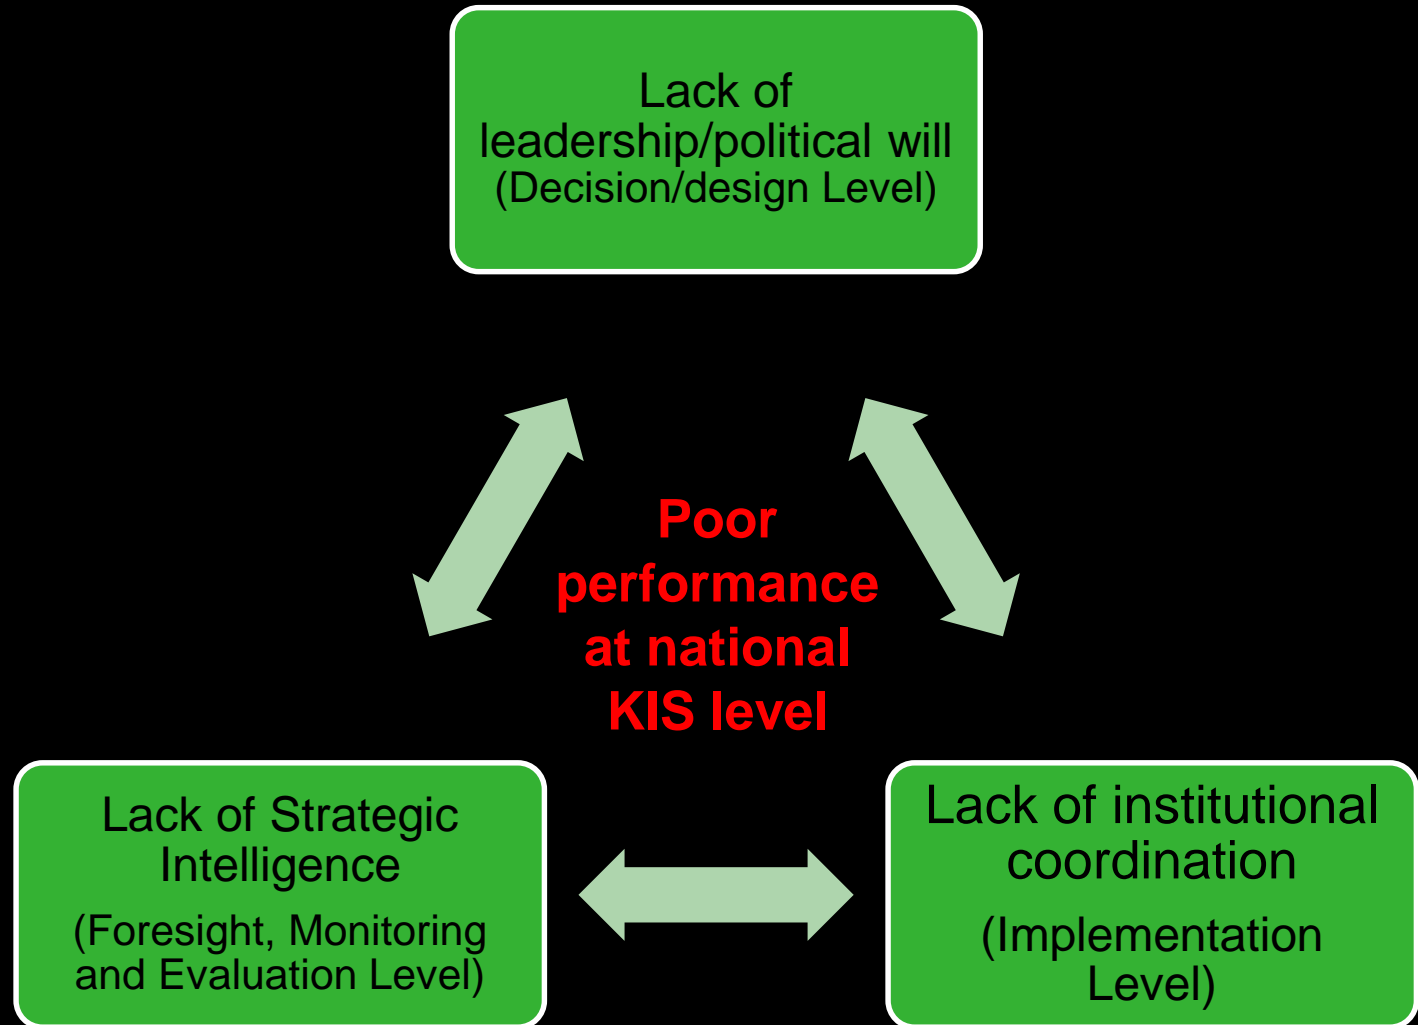 Lack of
leadership/political will
(Decision/design Level)
Poor
performance
at national
KIS level
Lack of Strategic
Intelligence
(Foresight, Monitoring
and Evaluation Level)
Lack of institutional
coordination
(Implementation
Level)